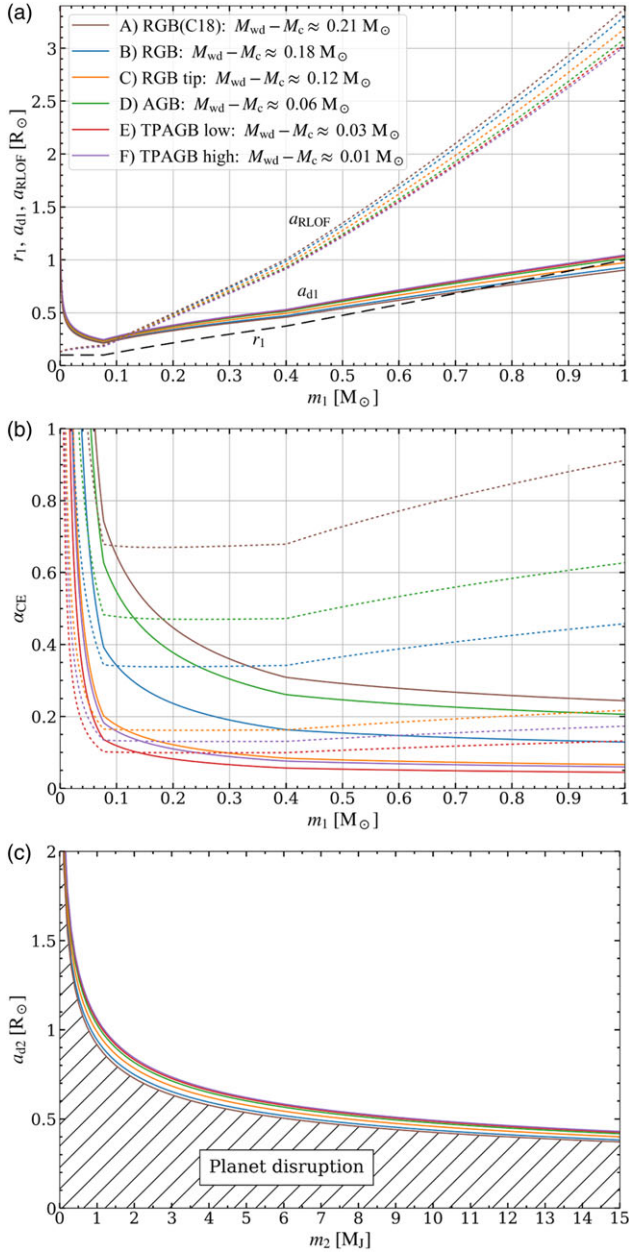 (a)
A) RGB(C18): M_wd − M_c ≈ 0.21 M_⊙
B) RGB: M_wd − M_c ≈ 0.18 M_⊙
C) RGB tip: M_wd − M_c ≈ 0.12 M_⊙
D) AGB: M_wd − M_c ≈ 0.06 M_⊙
E) TPAGB low: M_wd − M_c ≈ 0.03 M_⊙
F) TPAGB high: M_wd − M_c ≈ 0.01 M_⊙
r_1, a_d1, a_RLOF [R_⊙]
3
2.5
2
1.5
1
0.5
0
a_RLOF
a_d1
r_1
0 0.1 0.2 0.3 0.4 0.5 0.6 0.7 0.8 0.9 1
m_1 [M_⊙]
(b)
α_CE
1
0.8
0.6
0.4
0.2
0
0 0.1 0.2 0.3 0.4 0.5 0.6 0.7 0.8 0.9 1
m_1 [M_⊙]
(c)
a_d2 [R_⊙]
2
1.5
1
0.5
0
Planet disruption
0 1 2 3 4 5 6 7 8 9 10 11 12 13 14 15
m_2 [M_J]